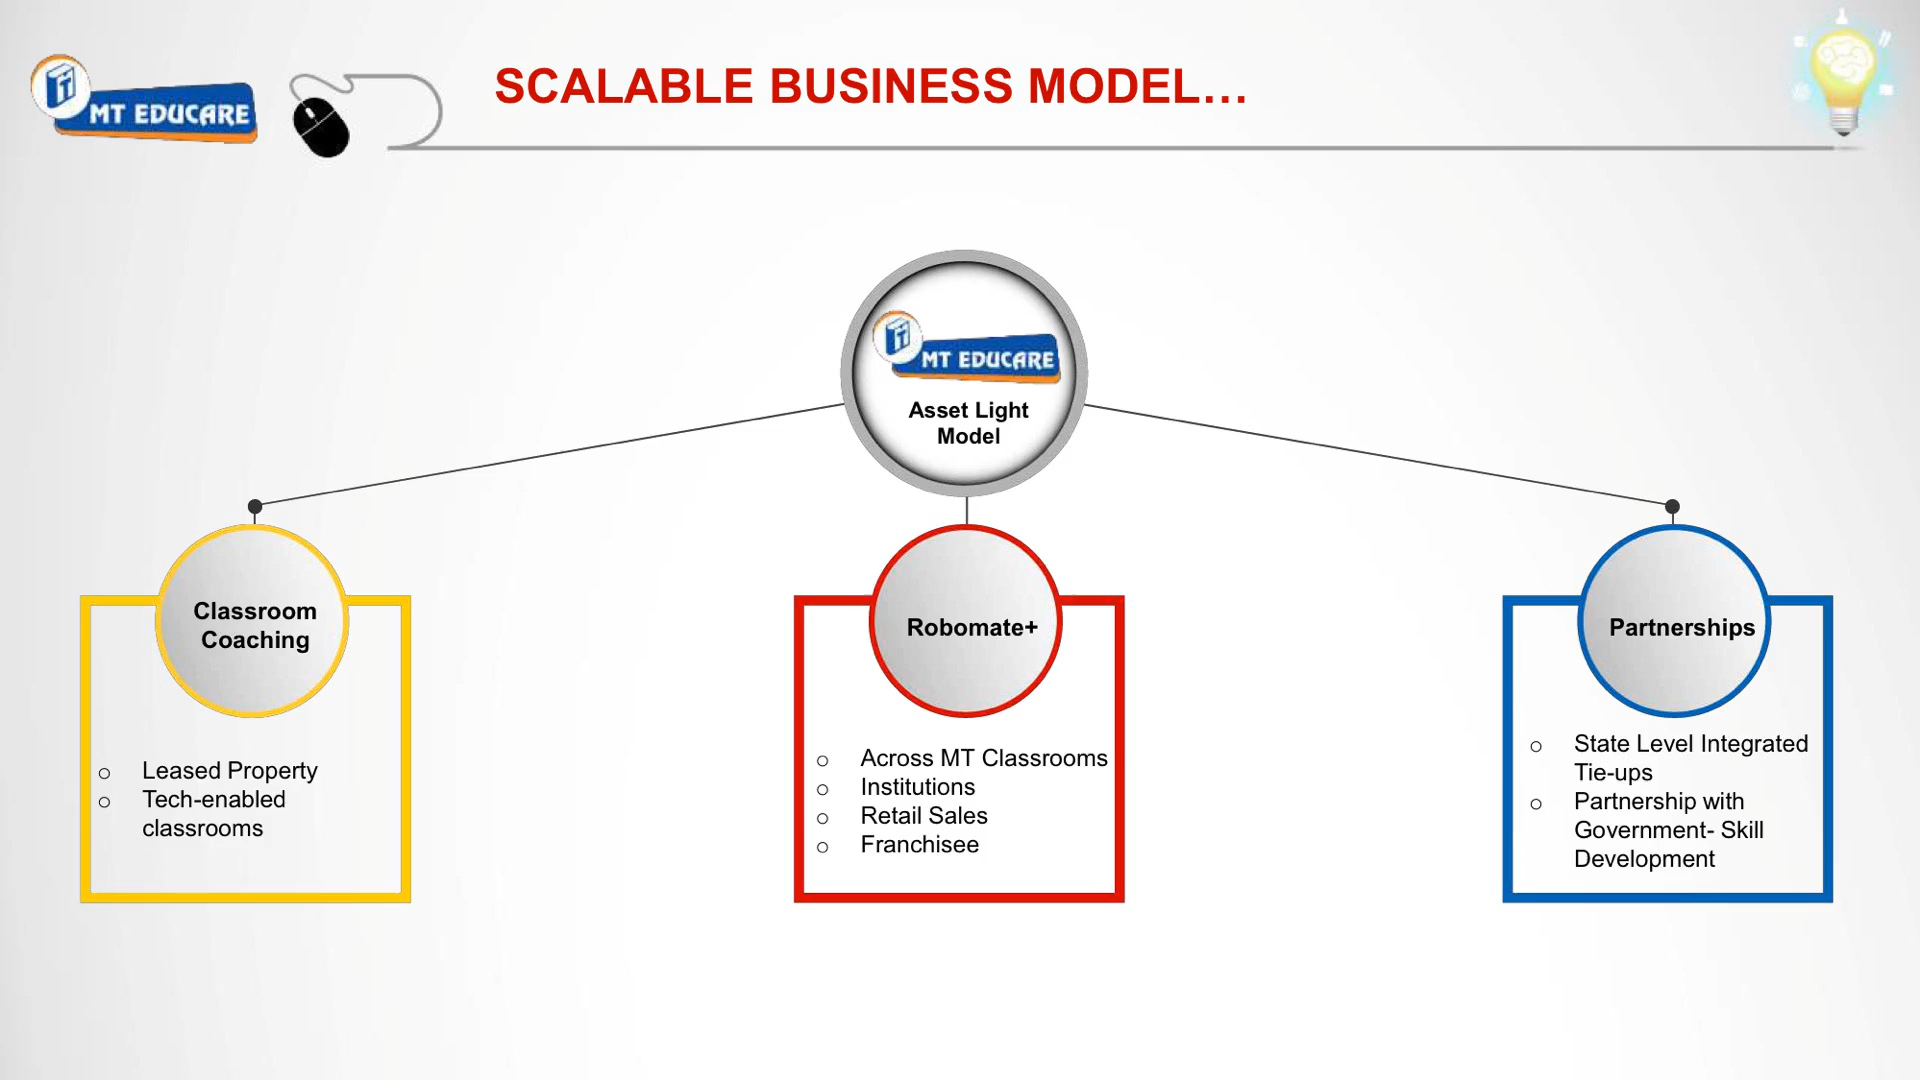 MT EDUCARE
SCALABLE BUSINESS MODEL…
MT EDUCARE
Asset Light
Model
Classroom
Coaching
o Leased Property
o Tech-enabled
classrooms
Robomate+
o Across MT Classrooms
o Institutions
o Retail Sales
o Franchisee
Partnerships
o State Level Integrated
Tie-ups
o Partnership with
Government- Skill
Development